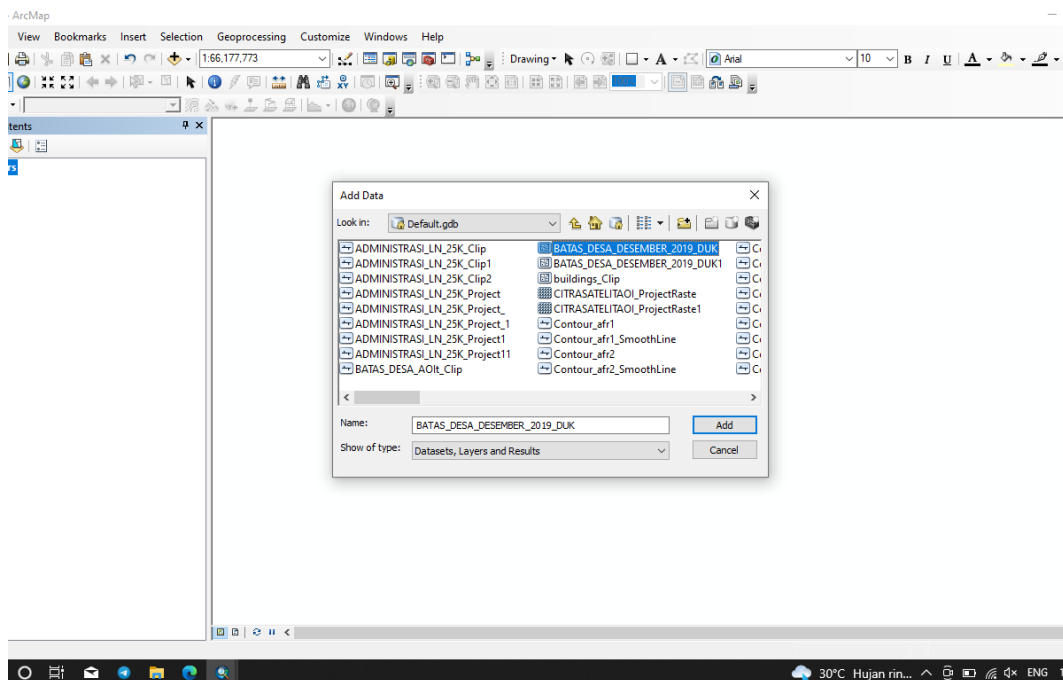 ArcMap
View Bookmarks Insert Selection Geoprocessing Customize Windows Help
1:66,177,773 Drawing A Arial 10 B I U A
tents
rs
Add Data
Look in: Default.gdb
ADMINISTRASI_LN_25K_Clip BATAS_DESA_DESEMBER_2019_DUK
ADMINISTRASI_LN_25K_Clip1 BATAS_DESA_DESEMBER_2019_DUK1
ADMINISTRASI_LN_25K_Clip2 buildings_Clip
ADMINISTRASI_LN_25K_Project CITRASATELITAOI_ProjectRaste
ADMINISTRASI_LN_25K_Project_ CITRASATELITAOI_ProjectRaste1
ADMINISTRASI_LN_25K_Project_1 Contour_afr1
ADMINISTRASI_LN_25K_Project1 Contour_afr1_SmoothLine
ADMINISTRASI_LN_25K_Project11 Contour_afr2
BATAS_DESA_AOIt_Clip Contour_afr2_SmoothLine
Name: BATAS_DESA_DESEMBER_2019_DUK Add
Show of type: Datasets, Layers and Results Cancel
30°C Hujan rin... ENG